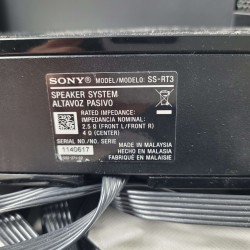 SONY® MODEL/MODELO: SS-RT3
SPEAKER SYSTEM
ALTAVOZ PASIVO
RATED IMPEDANCE:
IMPEDANCIA NOMINAL:
2.5 Ω (FRONT L/FRONT R)
4 Ω (CENTER)
SERIAL NO./NO. SERIE
1140617
MADE IN MALAYSIA
HECHO EN MALASIA
FABRIQUÉ EN MALAISIE